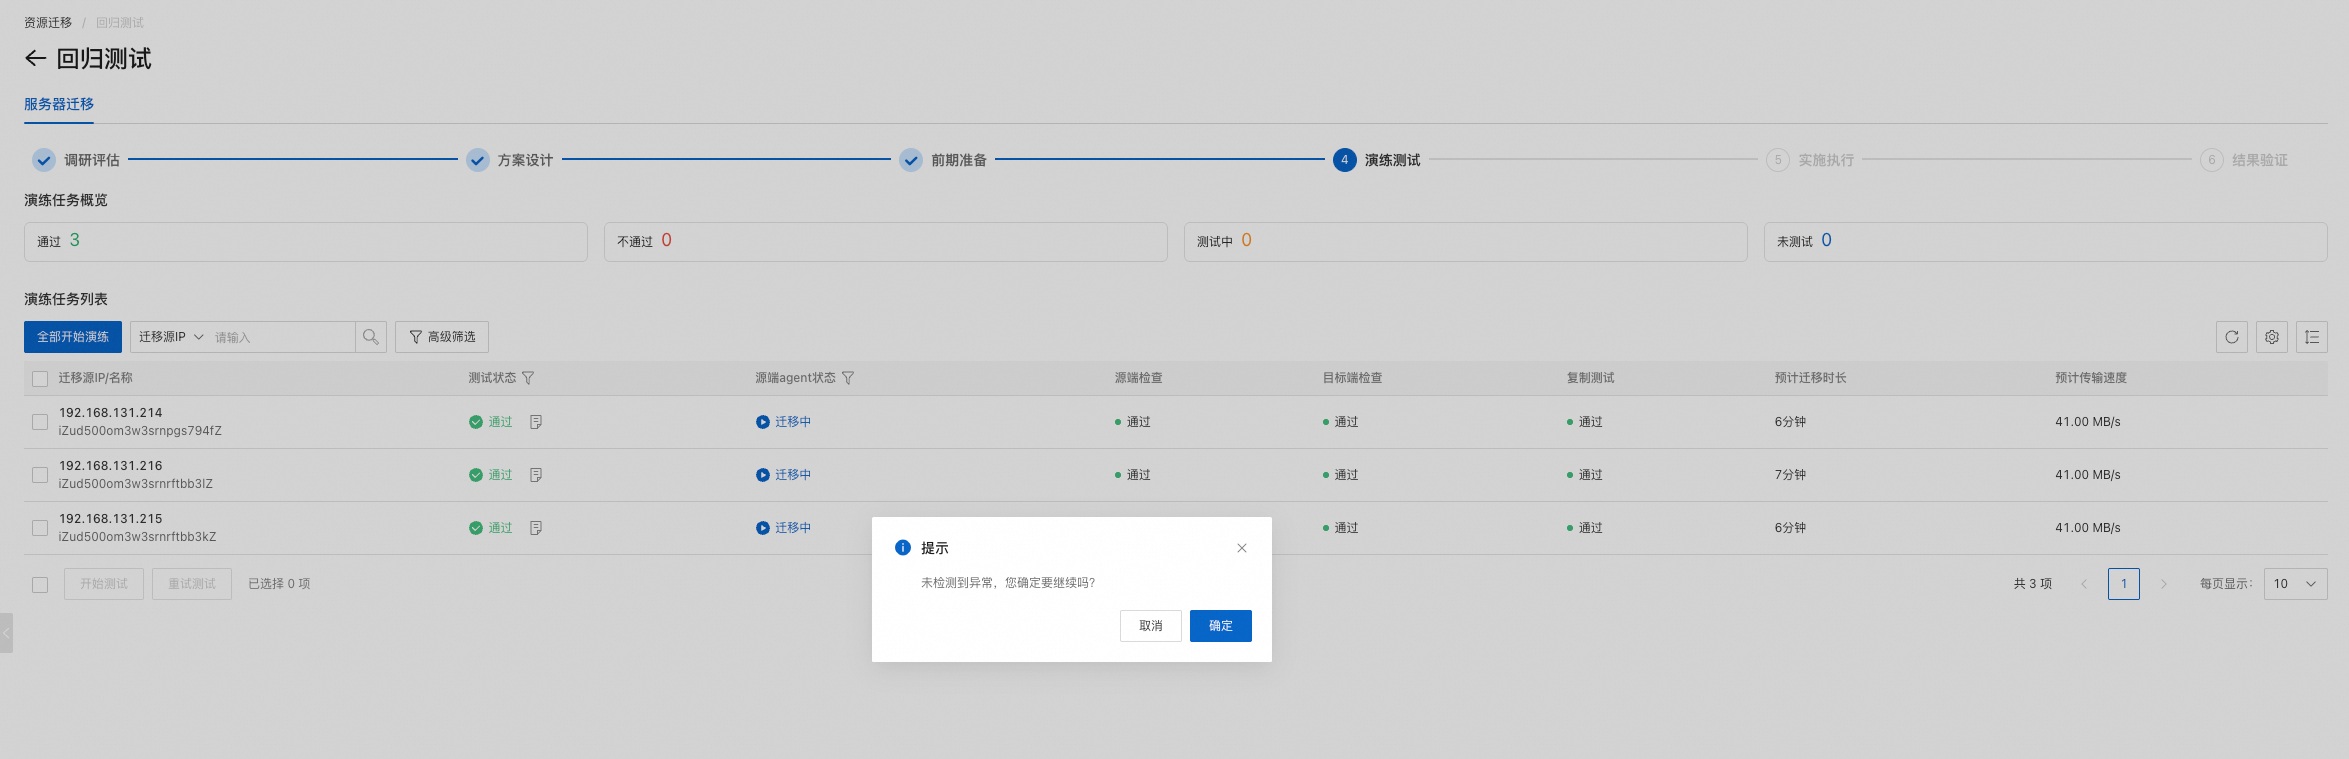 资源迁移 / 回归测试
回归测试
服务器迁移
调研评估 方案设计 前期准备 4 演练测试 5 实施执行 6 结果验证
演练任务概览
通过 3 不通过 0 测试中 0 未测试 0
演练任务列表
全部开始演练 迁移源IP 请输入 高级筛选
迁移源IP/名称 测试状态 源端agent状态 源端检查 目标端检查 复制测试 预计迁移时长 预计传输速度
192.168.131.214
iZud500om3w3srnpgs794fZ
通过 迁移中 通过 通过 通过 6分钟 41.00 MB/s
192.168.131.216
iZud500om3w3srnrftbb3lZ
通过 迁移中 通过 通过 通过 7分钟 41.00 MB/s
192.168.131.215
iZud500om3w3srnrftbb3kZ
通过 迁移中 通过 通过 6分钟 41.00 MB/s
提示
未检测到异常，您确定要继续吗？
取消 确定
开始测试 重试测试 已选择 0 项
共 3 项 1 每页显示： 10